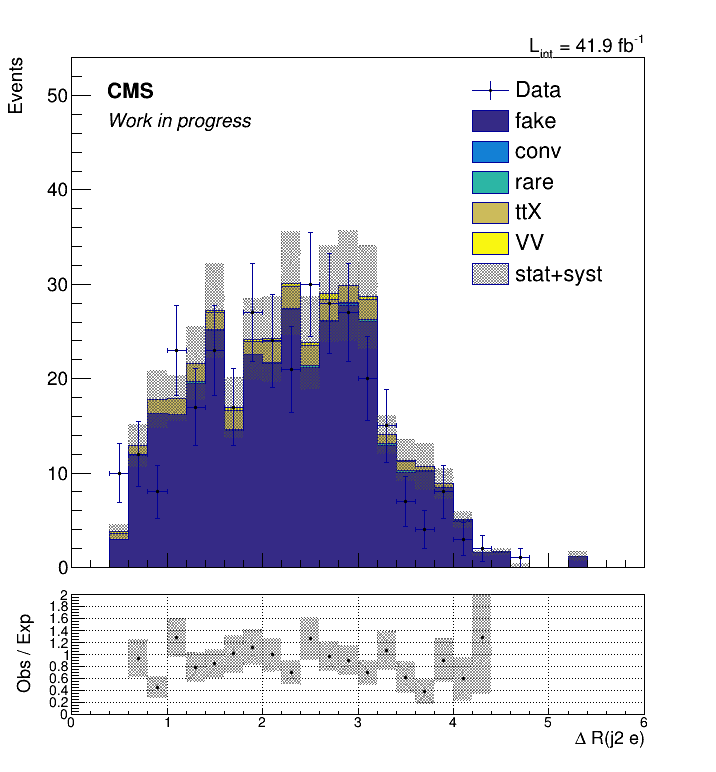 L_int = 41.9 fb^-1
Events
CMS
Work in progress
Data
fake
conv
rare
ttX
VV
stat+syst
50
40
30
20
10
0
Obs / Exp
2
1.8
1.6
1.4
1.2
1.0
0.8
0.6
0.4
0.2
0
0 1 2 3 4 5 6
Δ R(j2 e)